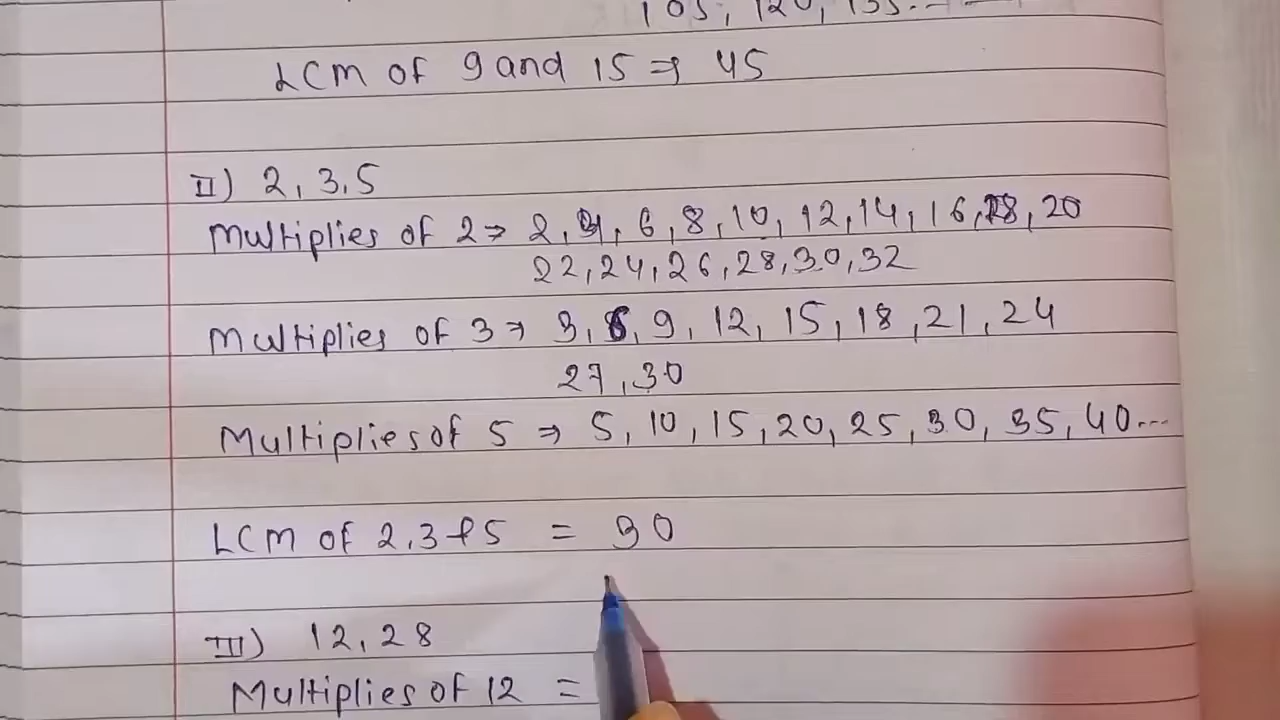 105, 120, 135.. --
LCM of 9 and 15 ⇒ 45
II) 2, 3, 5
Multiplies of 2 ⇒ 2, 4, 6, 8, 10, 12, 14, 16, 18, 20
22, 24, 26, 28, 30, 32
Multiplies of 3 ⇒ 3, 6, 9, 12, 15, 18, 21, 24
27, 30
Multiplies of 5 ⇒ 5, 10, 15, 20, 25, 30, 35, 40...
LCM of 2, 3 & 5 = 30
III) 12, 28
Multiplies of 12 =